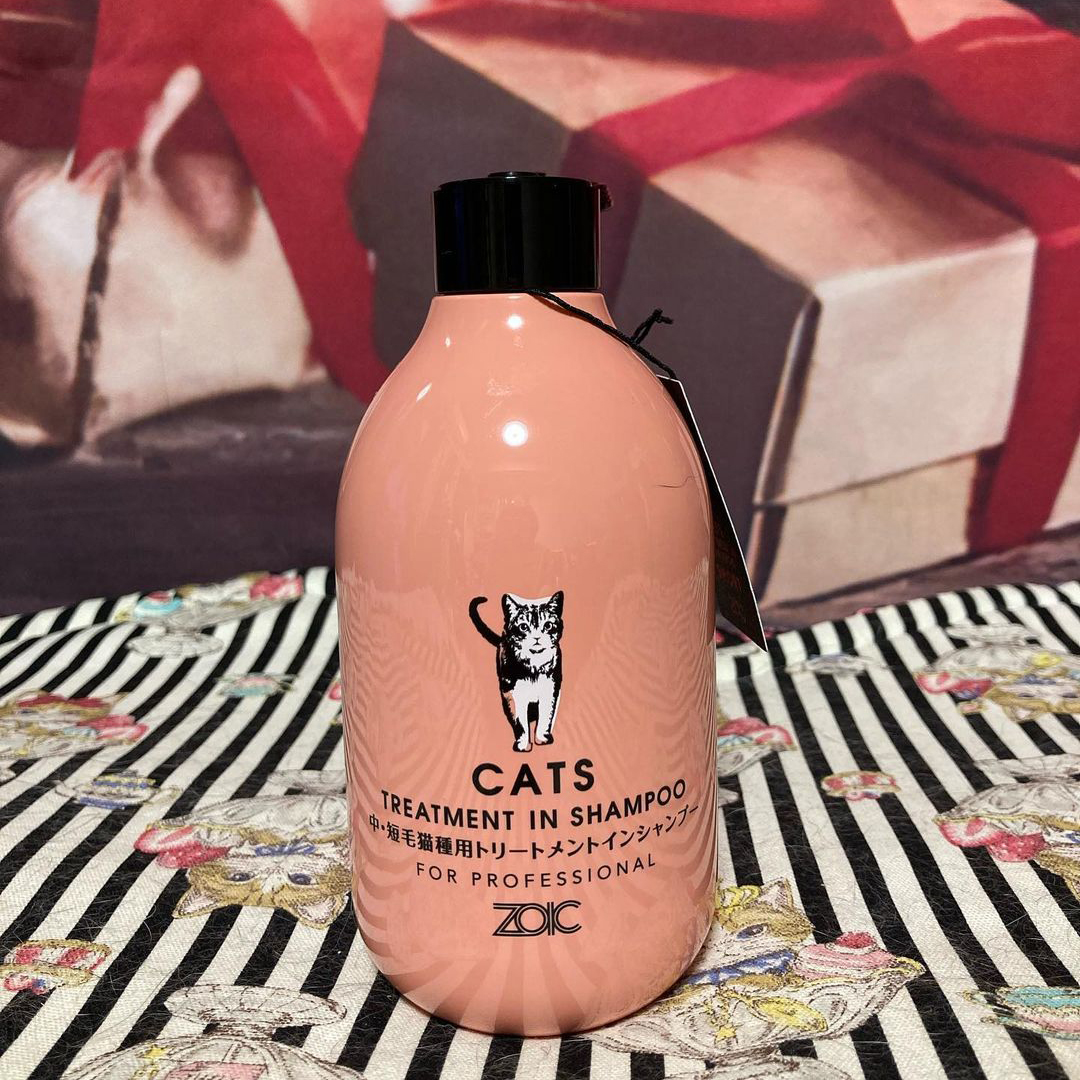 CATS
TREATMENT IN SHAMPOO
中・短毛猫種用トリートメントインシャンプー
FOR PROFESSIONAL
ZOIC